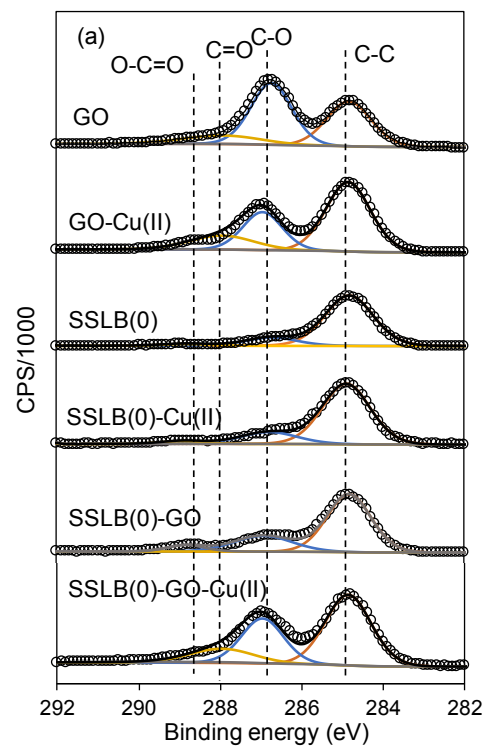 (a)
O-C=O
C=O
C-O
C-C
GO
GO-Cu(II)
SSLB(0)
SSLB(0)-Cu(II)
SSLB(0)-GO
SSLB(0)-GO-Cu(II)
CPS/1000
292 290 288 286 284 282
Binding energy (eV)